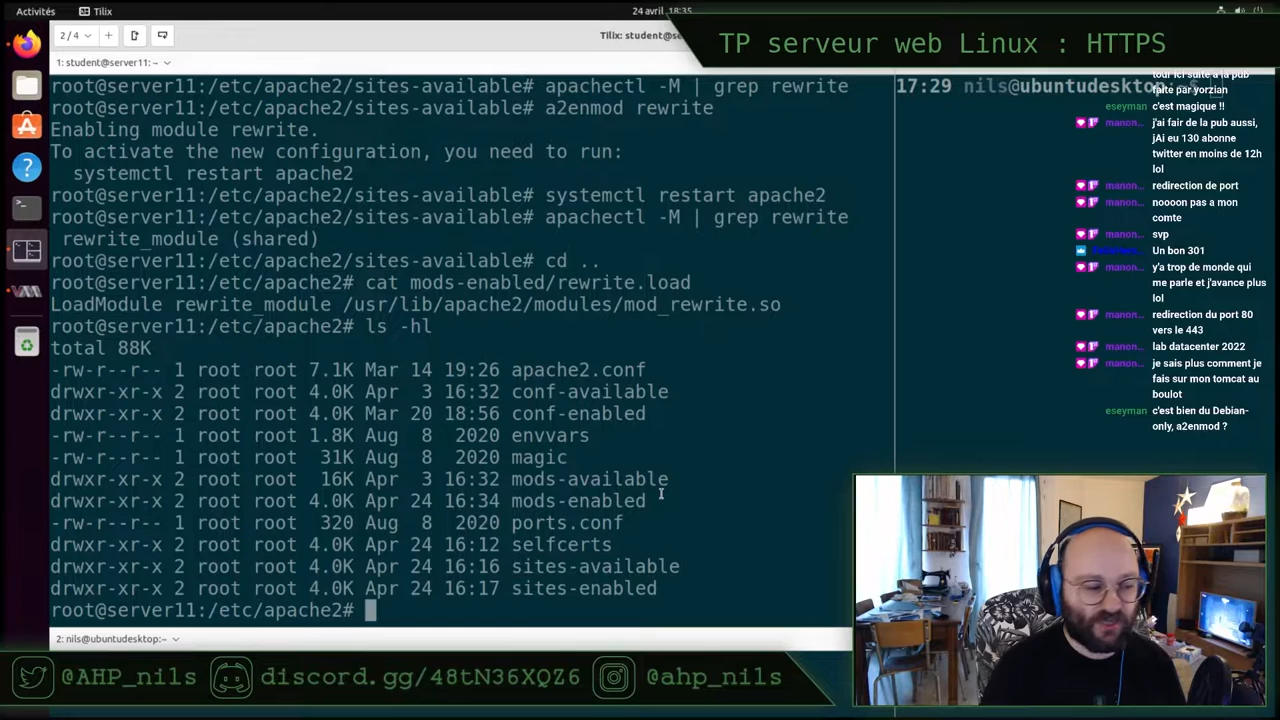 Activités
Tilix
24 avril 18:35
TP serveur web Linux : HTTPS
2/4
Tilix: student@se
1: student@server11: ~
root@server11:/etc/apache2/sites-available# apachectl -M | grep rewrite
root@server11:/etc/apache2/sites-available# a2enmod rewrite
Enabling module rewrite.
To activate the new configuration, you need to run:
systemctl restart apache2
root@server11:/etc/apache2/sites-available# systemctl restart apache2
root@server11:/etc/apache2/sites-available# apachectl -M | grep rewrite
rewrite_module (shared)
root@server11:/etc/apache2/sites-available# cd ..
root@server11:/etc/apache2# cat mods-enabled/rewrite.load
LoadModule rewrite_module /usr/lib/apache2/modules/mod_rewrite.so
root@server11:/etc/apache2# ls -hl
total 88K
-rw-r--r-- 1 root root 7.1K Mar 14 19:26 apache2.conf
drwxr-xr-x 2 root root 4.0K Apr 3 16:32 conf-available
drwxr-xr-x 2 root root 4.0K Mar 20 18:56 conf-enabled
-rw-r--r-- 1 root root 1.8K Aug 8 2020 envvars
-rw-r--r-- 1 root root 31K Aug 8 2020 magic
drwxr-xr-x 2 root root 16K Apr 3 16:32 mods-available
drwxr-xr-x 2 root root 4.0K Apr 24 16:34 mods-enabled
-rw-r--r-- 1 root root 320 Aug 8 2020 ports.conf
drwxr-xr-x 2 root root 4.0K Apr 24 16:12 selfcerts
drwxr-xr-x 2 root root 4.0K Apr 24 16:16 sites-available
drwxr-xr-x 2 root root 4.0K Apr 24 16:17 sites-enabled
root@server11:/etc/apache2#
17:29 nils@ubuntudesktop:~ $
tour ici suite a la pub
faite par yorzian
eseyman c'est magique !!
manon... j'ai fair de la pub aussi,
jAi eu 130 abonne
twitter en moins de 12h
lol
manon... redirection de port
manon... noooon pas a mon
comte
manon... svp
Un bon 301
manon... y'a trop de monde qui
me parle et j'avance plus
lol
manon... redirection du port 80
vers le 443
manon... lab datacenter 2022
manon... je sais plus comment je
fais sur mon tomcat au
boulot
eseyman c'est bien du Debian-
only, a2enmod ?
2: nils@ubuntudesktop:~
@AHP_nils
discord.gg/48tN36XQZ6
@ahp_nils